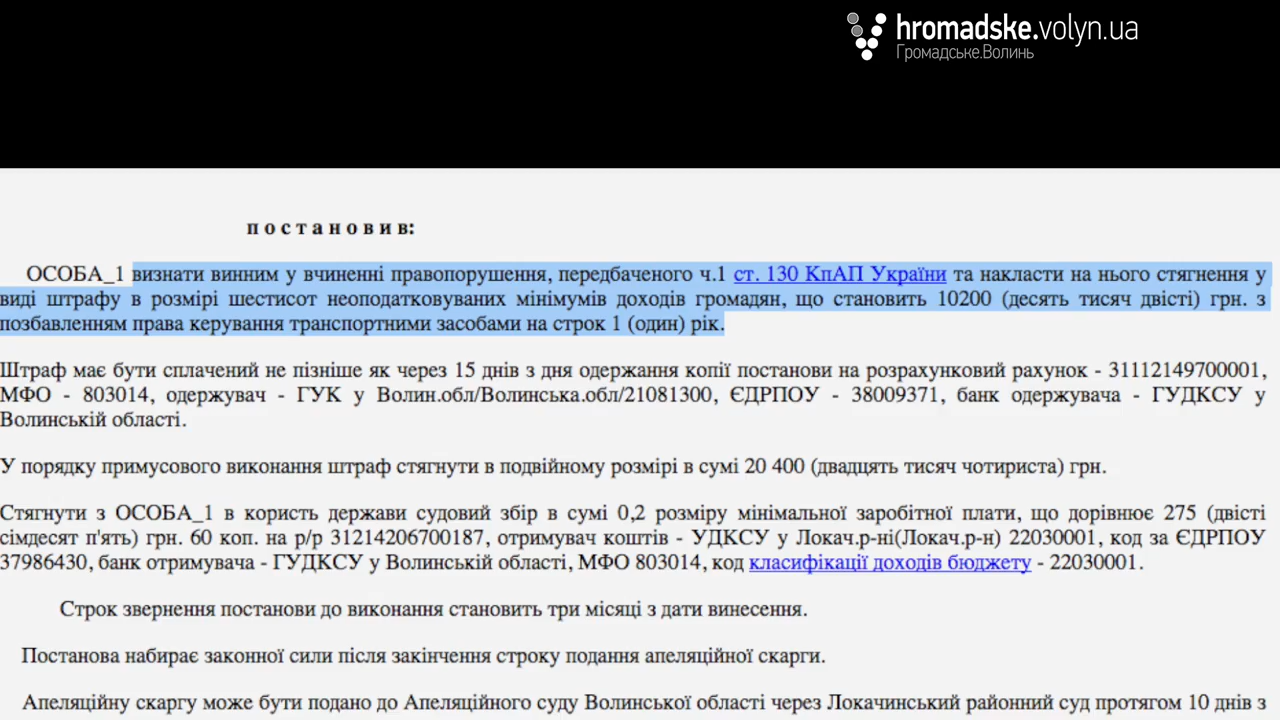 hromadske.volyn.ua
Громадське.Волинь
п о с т а н о в и в:
ОСОБА_1 визнати винним у вчиненні правопорушення, передбаченого ч.1 ст. 130 КпАП України та накласти на нього стягнення у
виді штрафу в розмірі шестисот неоподатковуваних мінімумів доходів громадян, що становить 10200 (десять тисяч двісті) грн. з
позбавленням права керування транспортними засобами на строк 1 (один) рік.
Штраф має бути сплачений не пізніше як через 15 днів з дня одержання копії постанови на розрахунковий рахунок - 31112149700001,
МФО - 803014, одержувач - ГУК у Волин.обл/Волинська.обл/21081300, ЄДРПОУ - 38009371, банк одержувача - ГУДКСУ у
Волинській області.
У порядку примусового виконання штраф стягнути в подвійному розмірі в сумі 20 400 (двадцять тисяч чотириста) грн.
Стягнути з ОСОБА_1 в користь держави судовий збір в сумі 0,2 розміру мінімальної заробітної плати, що дорівнює 275 (двісті
сімдесят п'ять) грн. 60 коп. на р/р 31214206700187, отримувач коштів - УДКСУ у Локач.р-ні(Локач.р-н) 22030001, код за ЄДРПОУ
37986430, банк отримувача - ГУДКСУ у Волинській області, МФО 803014, код класифікації доходів бюджету - 22030001.
Строк звернення постанови до виконання становить три місяці з дати винесення.
Постанова набирає законної сили після закінчення строку подання апеляційної скарги.
Апеляційну скаргу може бути подано до Апеляційного суду Волинської області через Локачинський районний суд протягом 10 днів з